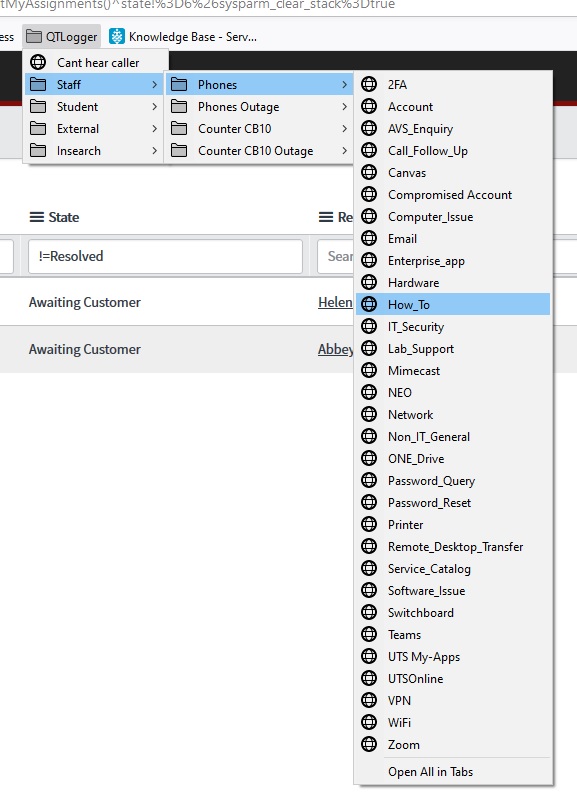 tMyAssignments()^state!%3D6%26sysparm_clear_stack%3Dtrue
ess QTLogger Knowledge Base - Serv...
Cant hear caller
Staff
Student
External
Insearch
Phones
Phones Outage
Counter CB10
Counter CB10 Outage
2FA
Account
AVS_Enquiry
Call_Follow_Up
Canvas
Compromised Account
Computer_Issue
Email
Enterprise_app
Hardware
How_To
IT_Security
Lab_Support
Mimecast
NEO
Network
Non_IT_General
ONE_Drive
Password_Query
Password_Reset
Printer
Remote_Desktop_Transfer
Service_Catalog
Software_Issue
Switchboard
Teams
UTS My-Apps
UTSOnline
VPN
WiFi
Zoom
Open All in Tabs
State Re
!=Resolved Sear
Awaiting Customer Helen
Awaiting Customer Abbey